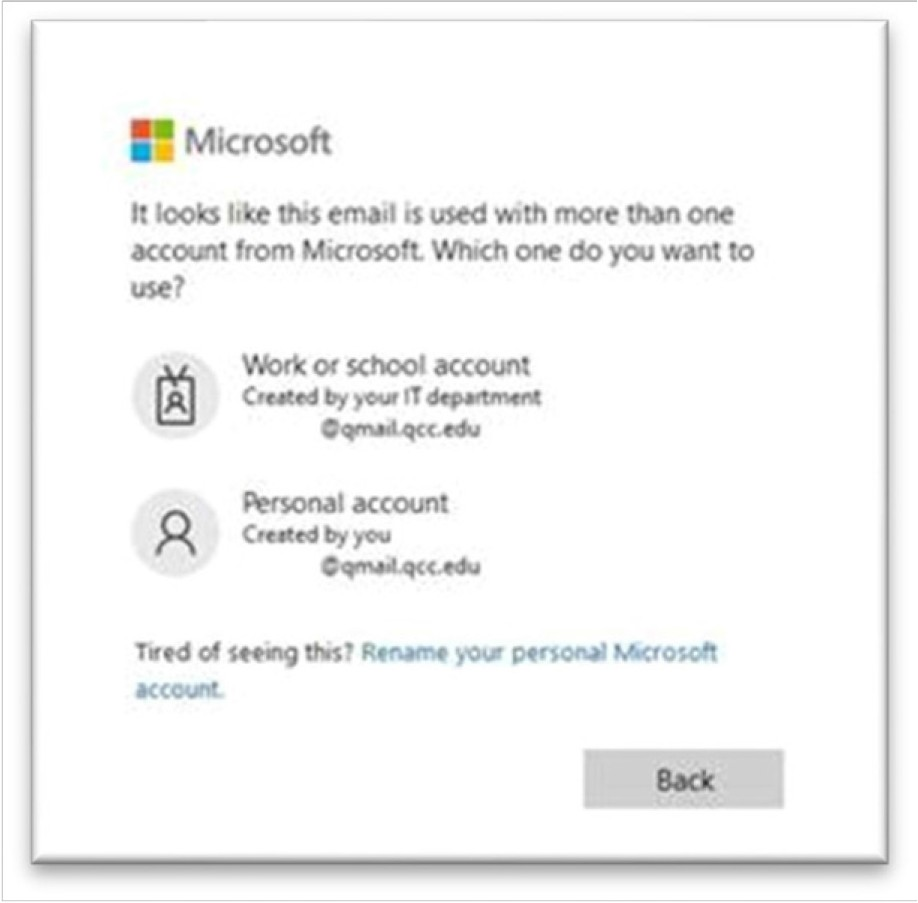 Microsoft
It looks like this email is used with more than one
account from Microsoft. Which one do you want to
use?
Work or school account
Created by your IT department
@qmail.qcc.edu
Personal account
Created by you
@qmail.qcc.edu
Tired of seeing this? Rename your personal Microsoft
account.
Back